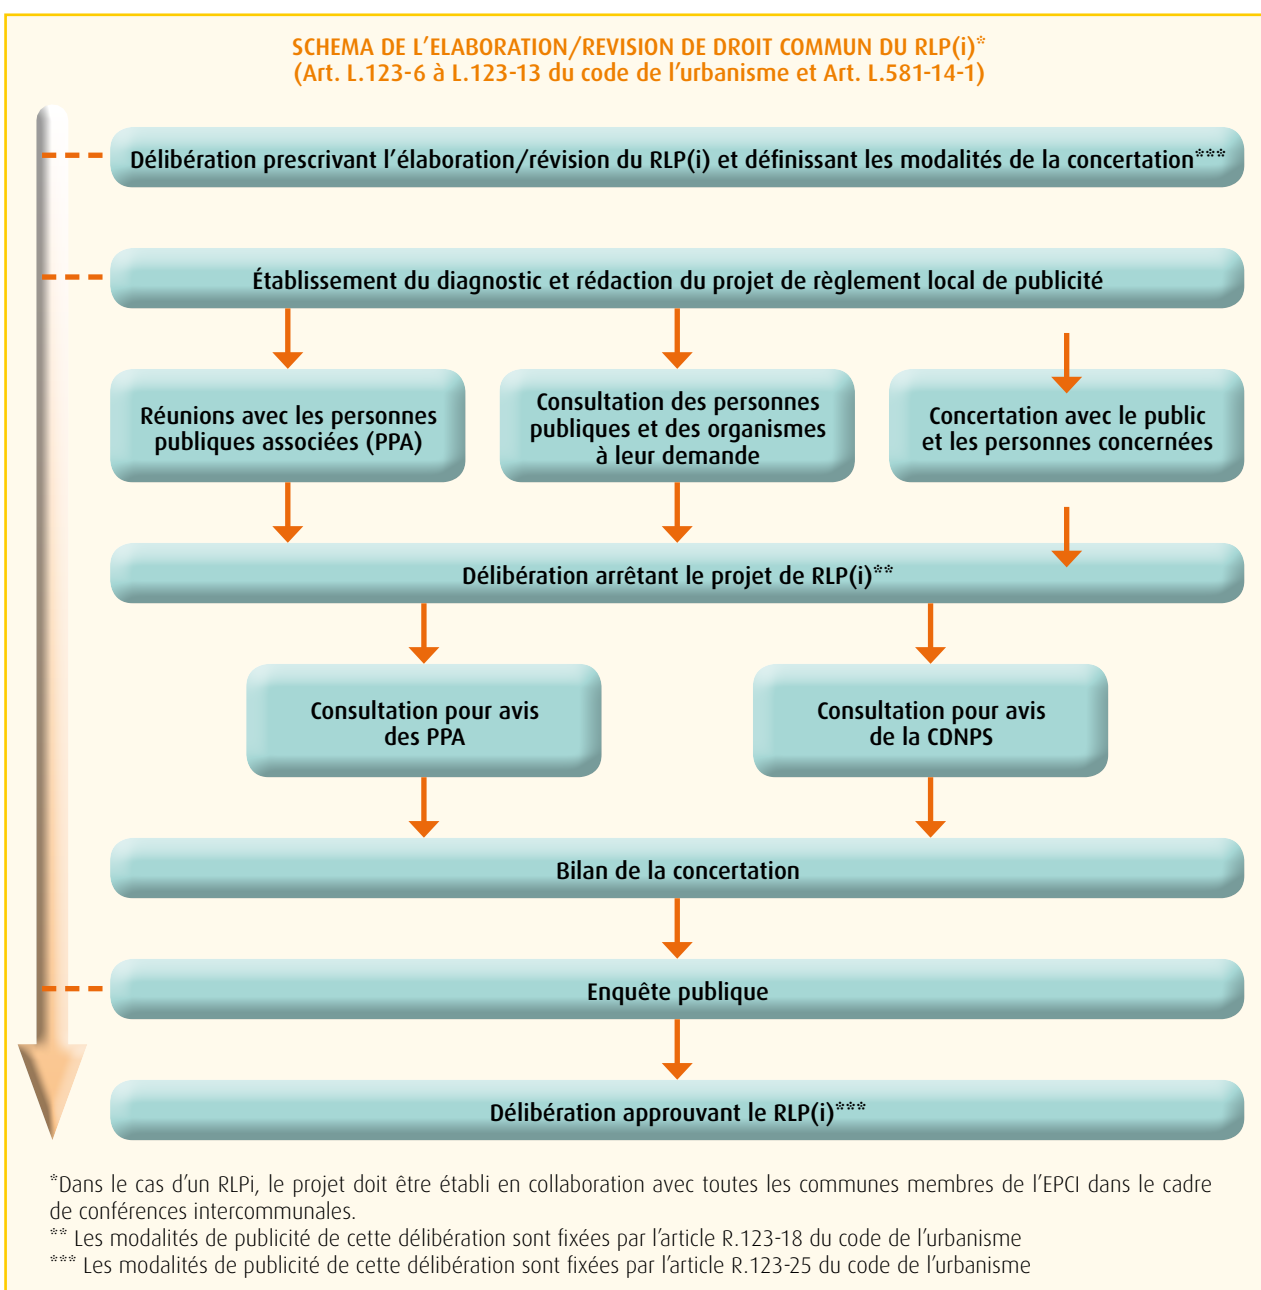 SCHEMA DE L'ELABORATION/REVISION DE DROIT COMMUN DU RLP(i)*
(Art. L.123-6 à L.123-13 du code de l'urbanisme et Art. L.581-14-1)
Délibération prescrivant l'élaboration/révision du RLP(i) et définissant les modalités de la concertation***
Établissement du diagnostic et rédaction du projet de règlement local de publicité
Réunions avec les personnes
publiques associées (PPA)
Consultation des personnes
publiques et des organismes
à leur demande
Concertation avec le public
et les personnes concernées
Délibération arrêtant le projet de RLP(i)**
Consultation pour avis
des PPA
Consultation pour avis
de la CDNPS
Bilan de la concertation
Enquête publique
Délibération approuvant le RLP(i)***
*Dans le cas d'un RLPi, le projet doit être établi en collaboration avec toutes les communes membres de l'EPCI dans le cadre
de conférences intercommunales.
** Les modalités de publicité de cette délibération sont fixées par l'article R.123-18 du code de l'urbanisme
*** Les modalités de publicité de cette délibération sont fixées par l'article R.123-25 du code de l'urbanisme